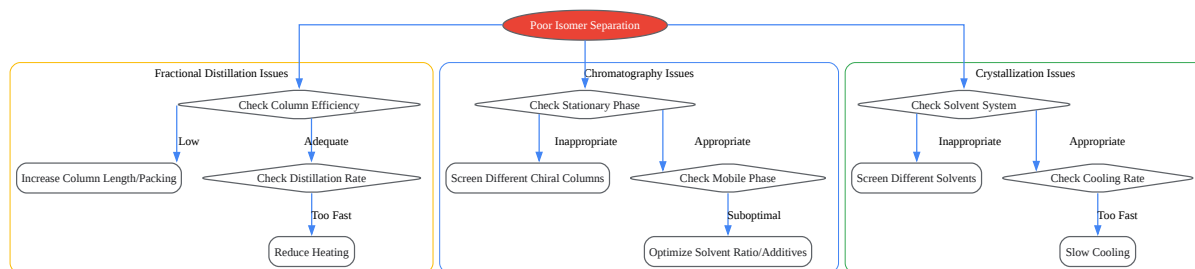 Poor Isomer Separation
Fractional Distillation Issues
Check Column Efficiency
Low
Adequate
Increase Column Length/Packing
Check Distillation Rate
Too Fast
Reduce Heating
Chromatography Issues
Check Stationary Phase
Inappropriate
Appropriate
Screen Different Chiral Columns
Check Mobile Phase
Suboptimal
Optimize Solvent Ratio/Additives
Crystallization Issues
Check Solvent System
Inappropriate
Appropriate
Screen Different Solvents
Check Cooling Rate
Too Fast
Slow Cooling